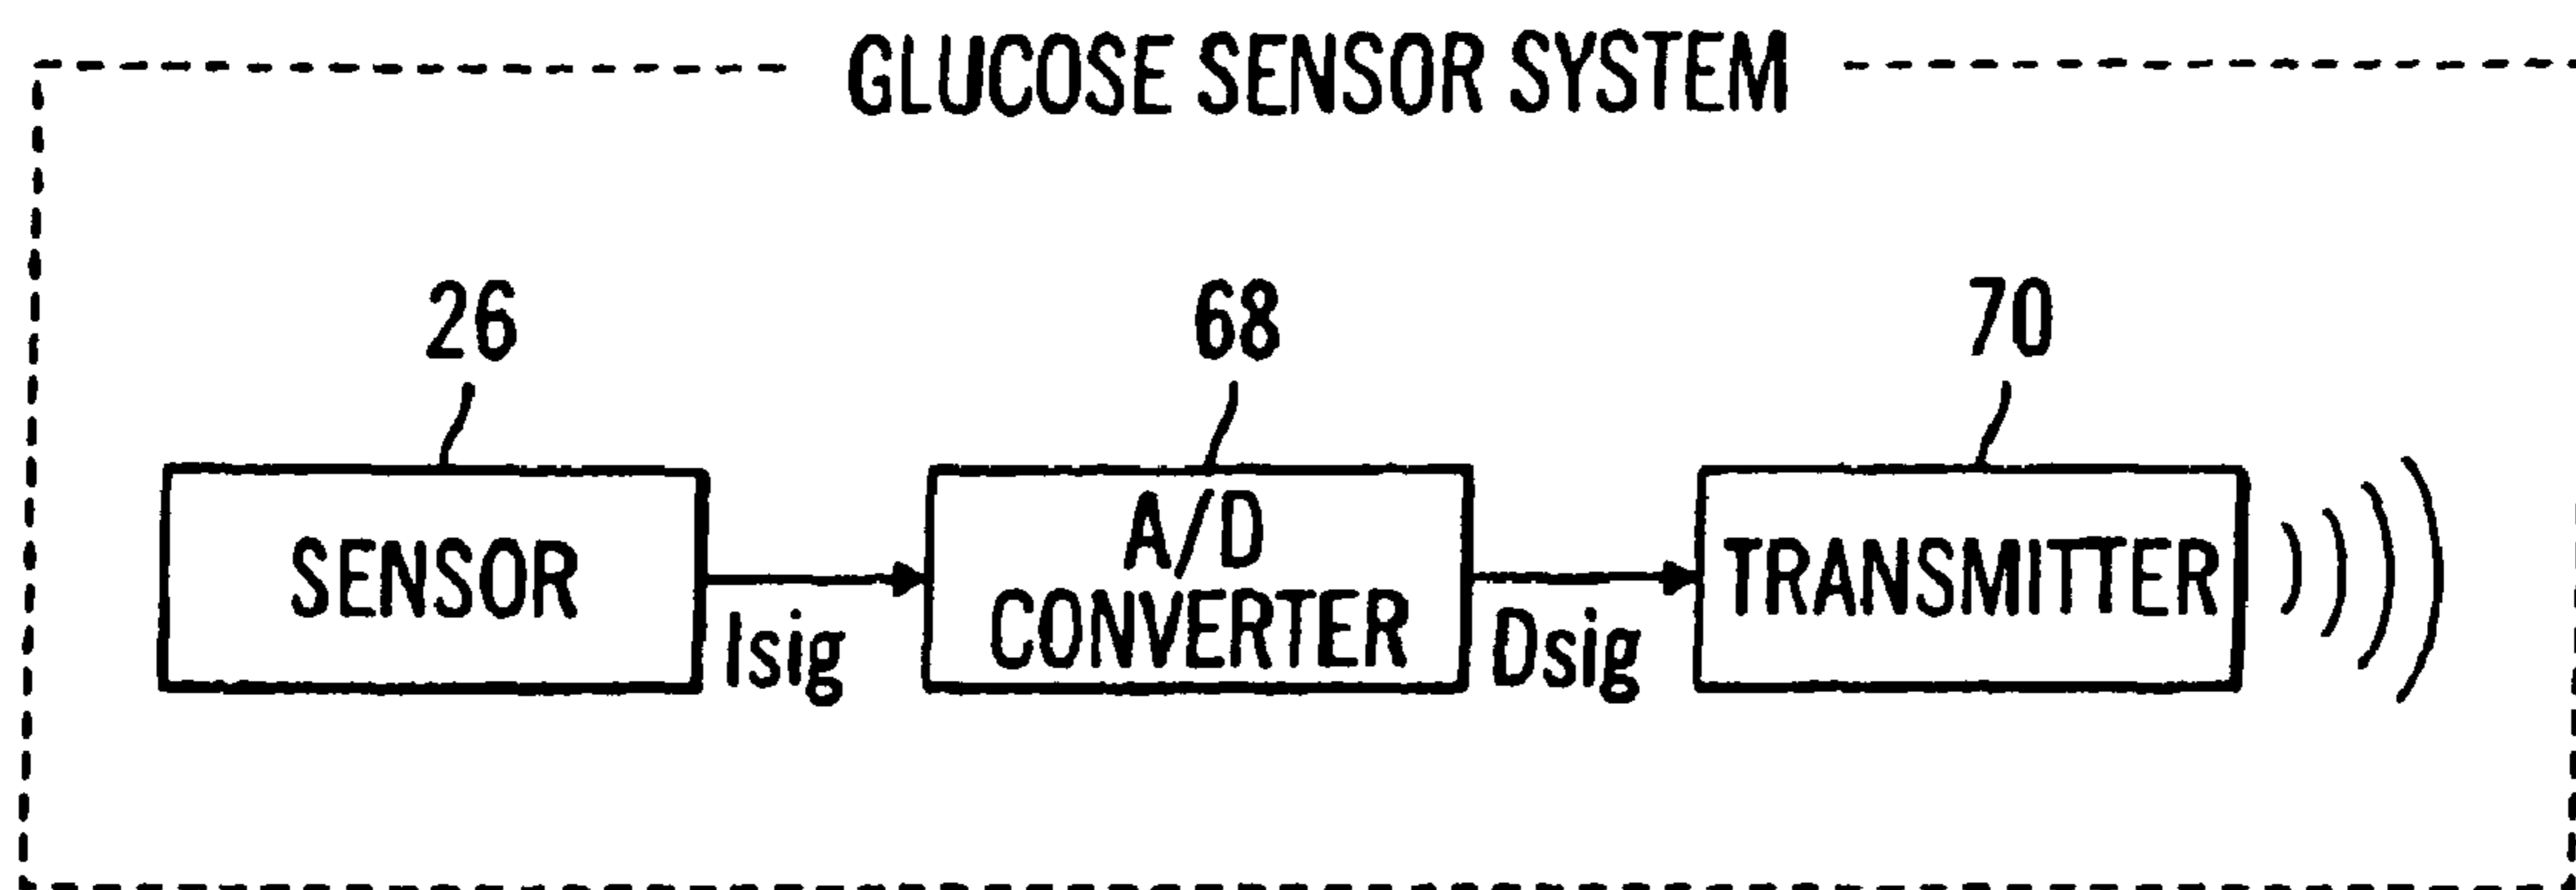 GLUCOSE SENSOR SYSTEM
26
68
70
SENSOR
Isig
A/D
CONVERTER
Dsig
TRANSMITTER